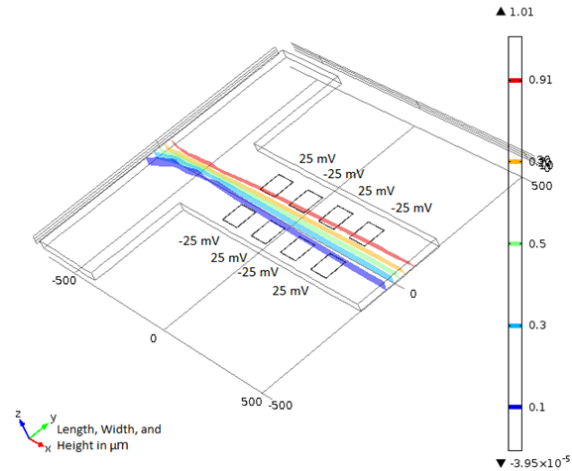 ▲ 1.01
0.91
500
25 mV
-25 mV
25 mV
-25 mV
0.5
-25 mV
25 mV
-25 mV
25 mV
0
-500
0.3
0
500 -500
0.1
z y x
Length, Width, and
Height in μm
▼ -3.95×10⁻⁵